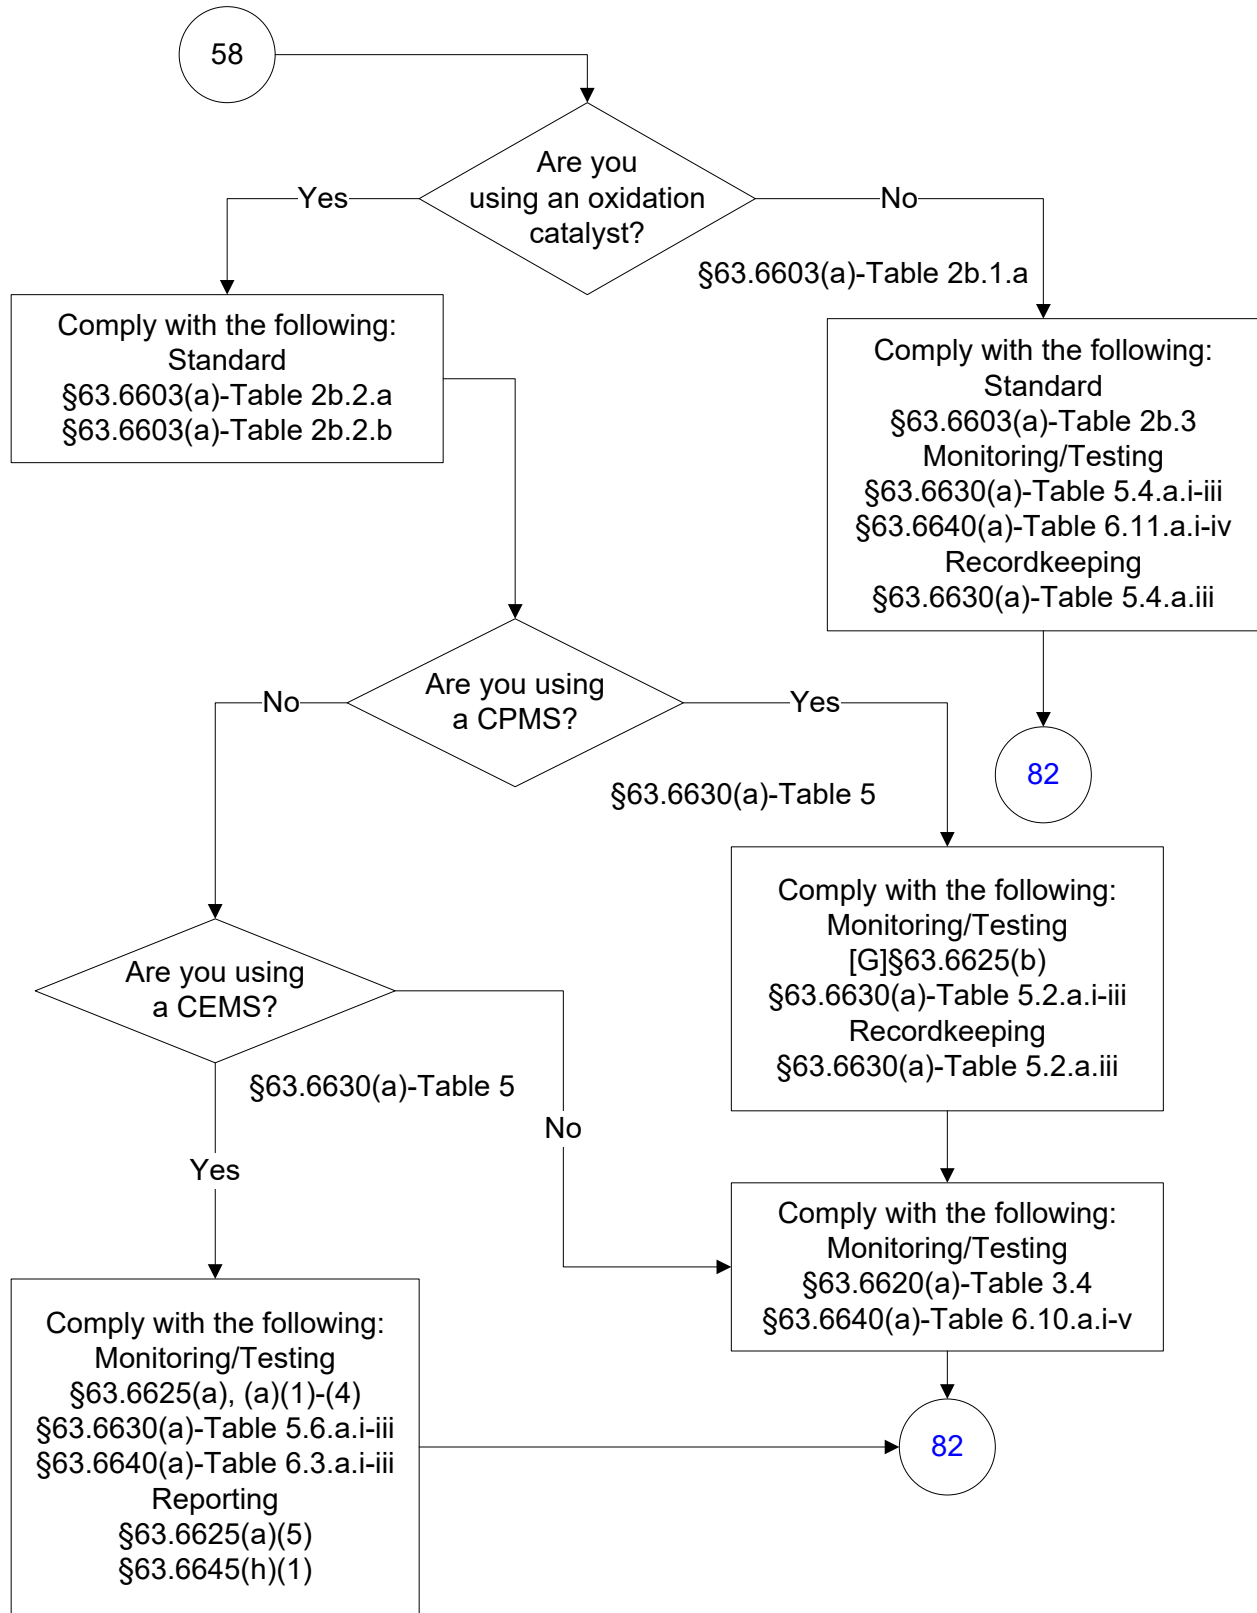 58
Are you
using an oxidation
catalyst?
Yes
No
§63.6603(a)-Table 2b.1.a
Comply with the following:
Standard
§63.6603(a)-Table 2b.2.a
§63.6603(a)-Table 2b.2.b
Comply with the following:
Standard
§63.6603(a)-Table 2b.3
Monitoring/Testing
§63.6630(a)-Table 5.4.a.i-iii
§63.6640(a)-Table 6.11.a.i-iv
Recordkeeping
§63.6630(a)-Table 5.4.a.iii
82
Are you using
a CPMS?
No
Yes
§63.6630(a)-Table 5
Comply with the following:
Monitoring/Testing
[G]§63.6625(b)
§63.6630(a)-Table 5.2.a.i-iii
Recordkeeping
§63.6630(a)-Table 5.2.a.iii
Are you using
a CEMS?
§63.6630(a)-Table 5
No
Yes
Comply with the following:
Monitoring/Testing
§63.6620(a)-Table 3.4
§63.6640(a)-Table 6.10.a.i-v
Comply with the following:
Monitoring/Testing
§63.6625(a), (a)(1)-(4)
§63.6630(a)-Table 5.6.a.i-iii
§63.6640(a)-Table 6.3.a.i-iii
Reporting
§63.6625(a)(5)
§63.6645(h)(1)
82